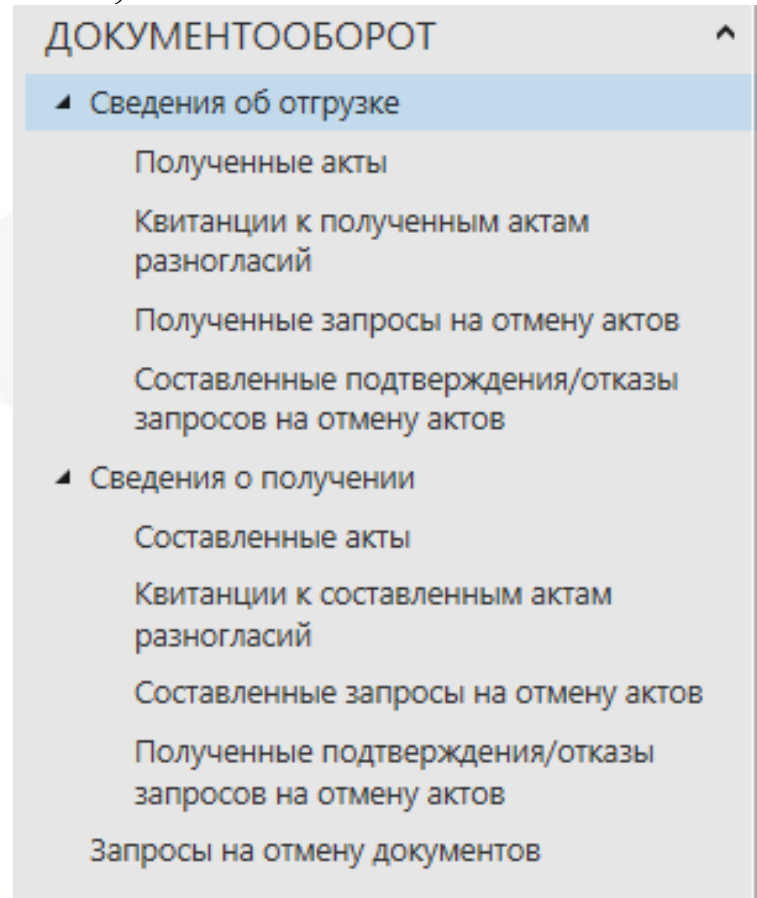 ДОКУМЕНТООБОРОТ
Сведения об отгрузке
Полученные акты
Квитанции к полученным актам
разногласий
Полученные запросы на отмену актов
Составленные подтверждения/отказы
запросов на отмену актов
Сведения о получении
Составленные акты
Квитанции к составленным актам
разногласий
Составленные запросы на отмену актов
Полученные подтверждения/отказы
запросов на отмену актов
Запросы на отмену документов